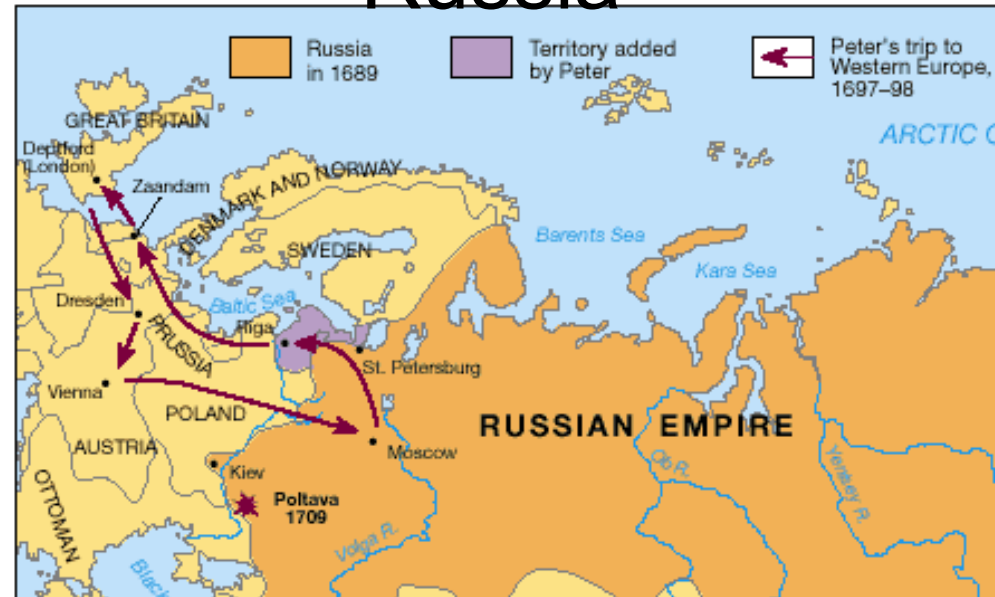 Russia
Russia
in 1689
Territory added
by Peter
Peter's trip to
Western Europe,
1697–98
GREAT BRITAIN
ARCTIC
Deptford
(London)
Zaandam
DENMARK AND NORWAY
SWEDEN
Barents Sea
Kara Sea
Baltic Sea
Dresden
Riga
PRUSSIA
St. Petersburg
Vienna
POLAND
RUSSIAN EMPIRE
AUSTRIA
Moscow
Kiev
Ob R.
Yenisey R.
OTTOMAN
Poltava
1709
Volga R.
Black